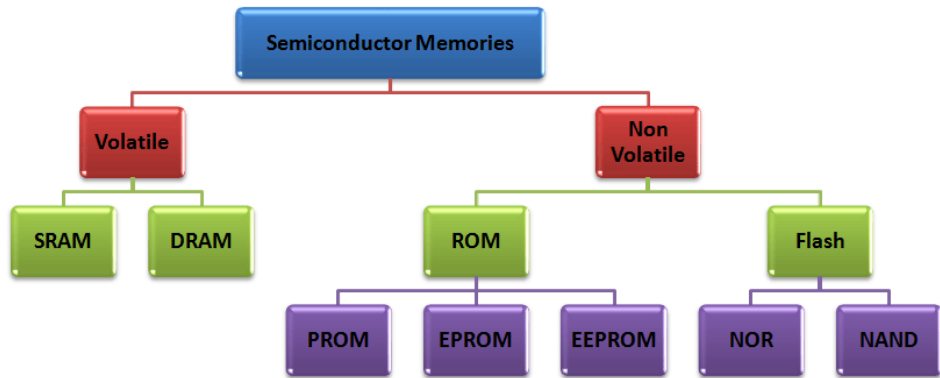 Semiconductor Memories
Volatile
Non
Volatile
SRAM
DRAM
ROM
Flash
PROM
EPROM
EEPROM
NOR
NAND